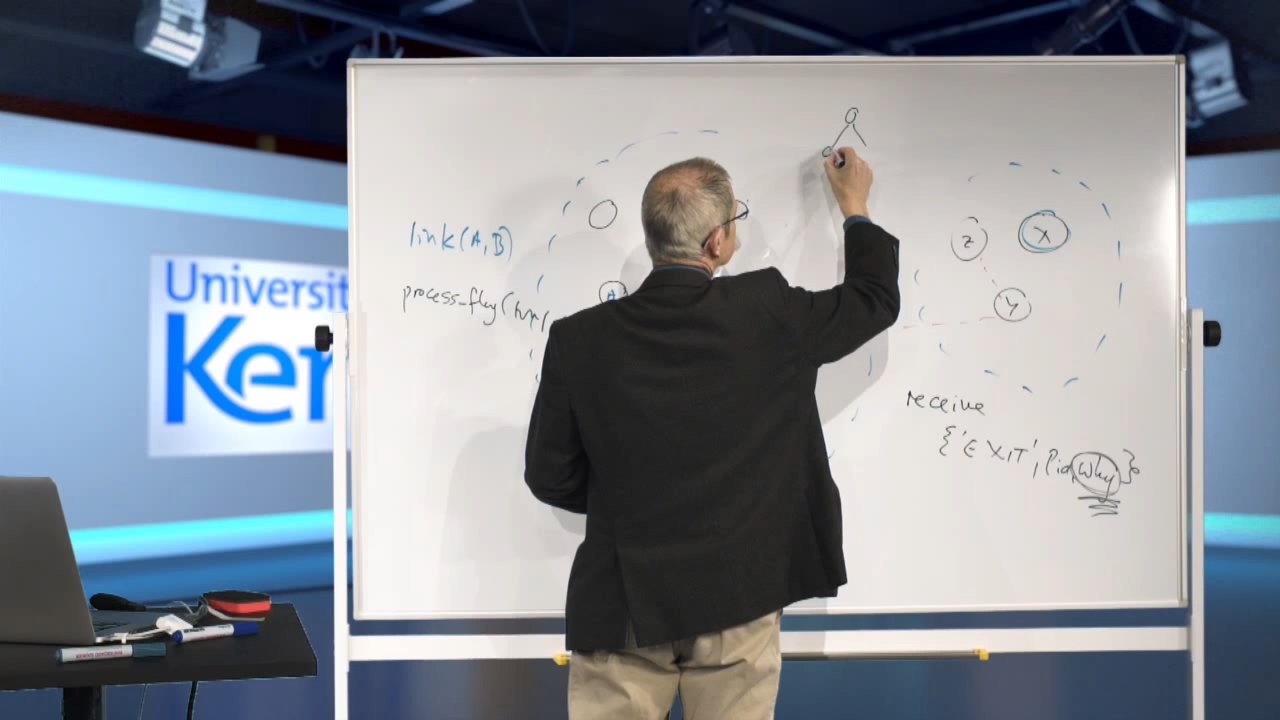 Universit
Ker
link(A,B)
process_flag(
A
Z
X
Y
receive
{'EXIT',Pid,Why}